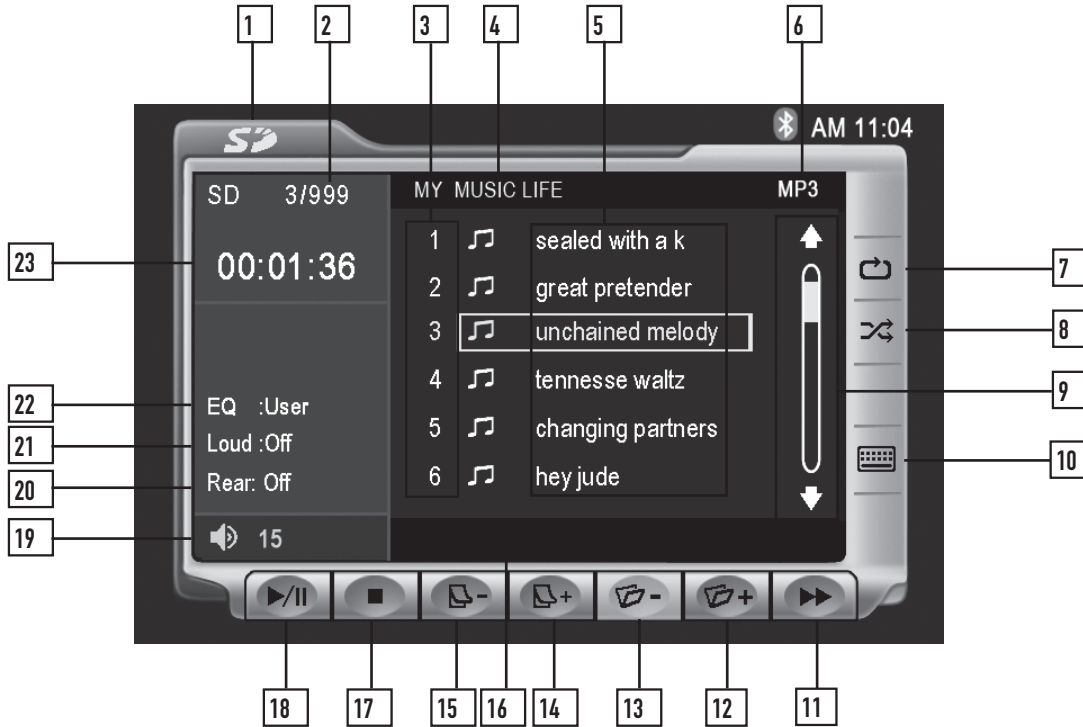 1 2 3 4 5 6
SD AM 11:04
SD 3/999 MY MUSIC LIFE MP3
1 sealed with a k
23 00:01:36 7
2 great pretender
3 unchained melody 8
4 tennesse waltz 9
22 EQ :User
21 Loud :Off 5 changing partners
10
20 Rear: Off 6 hey jude
19 15
18 17 15 16 14 13 12 11